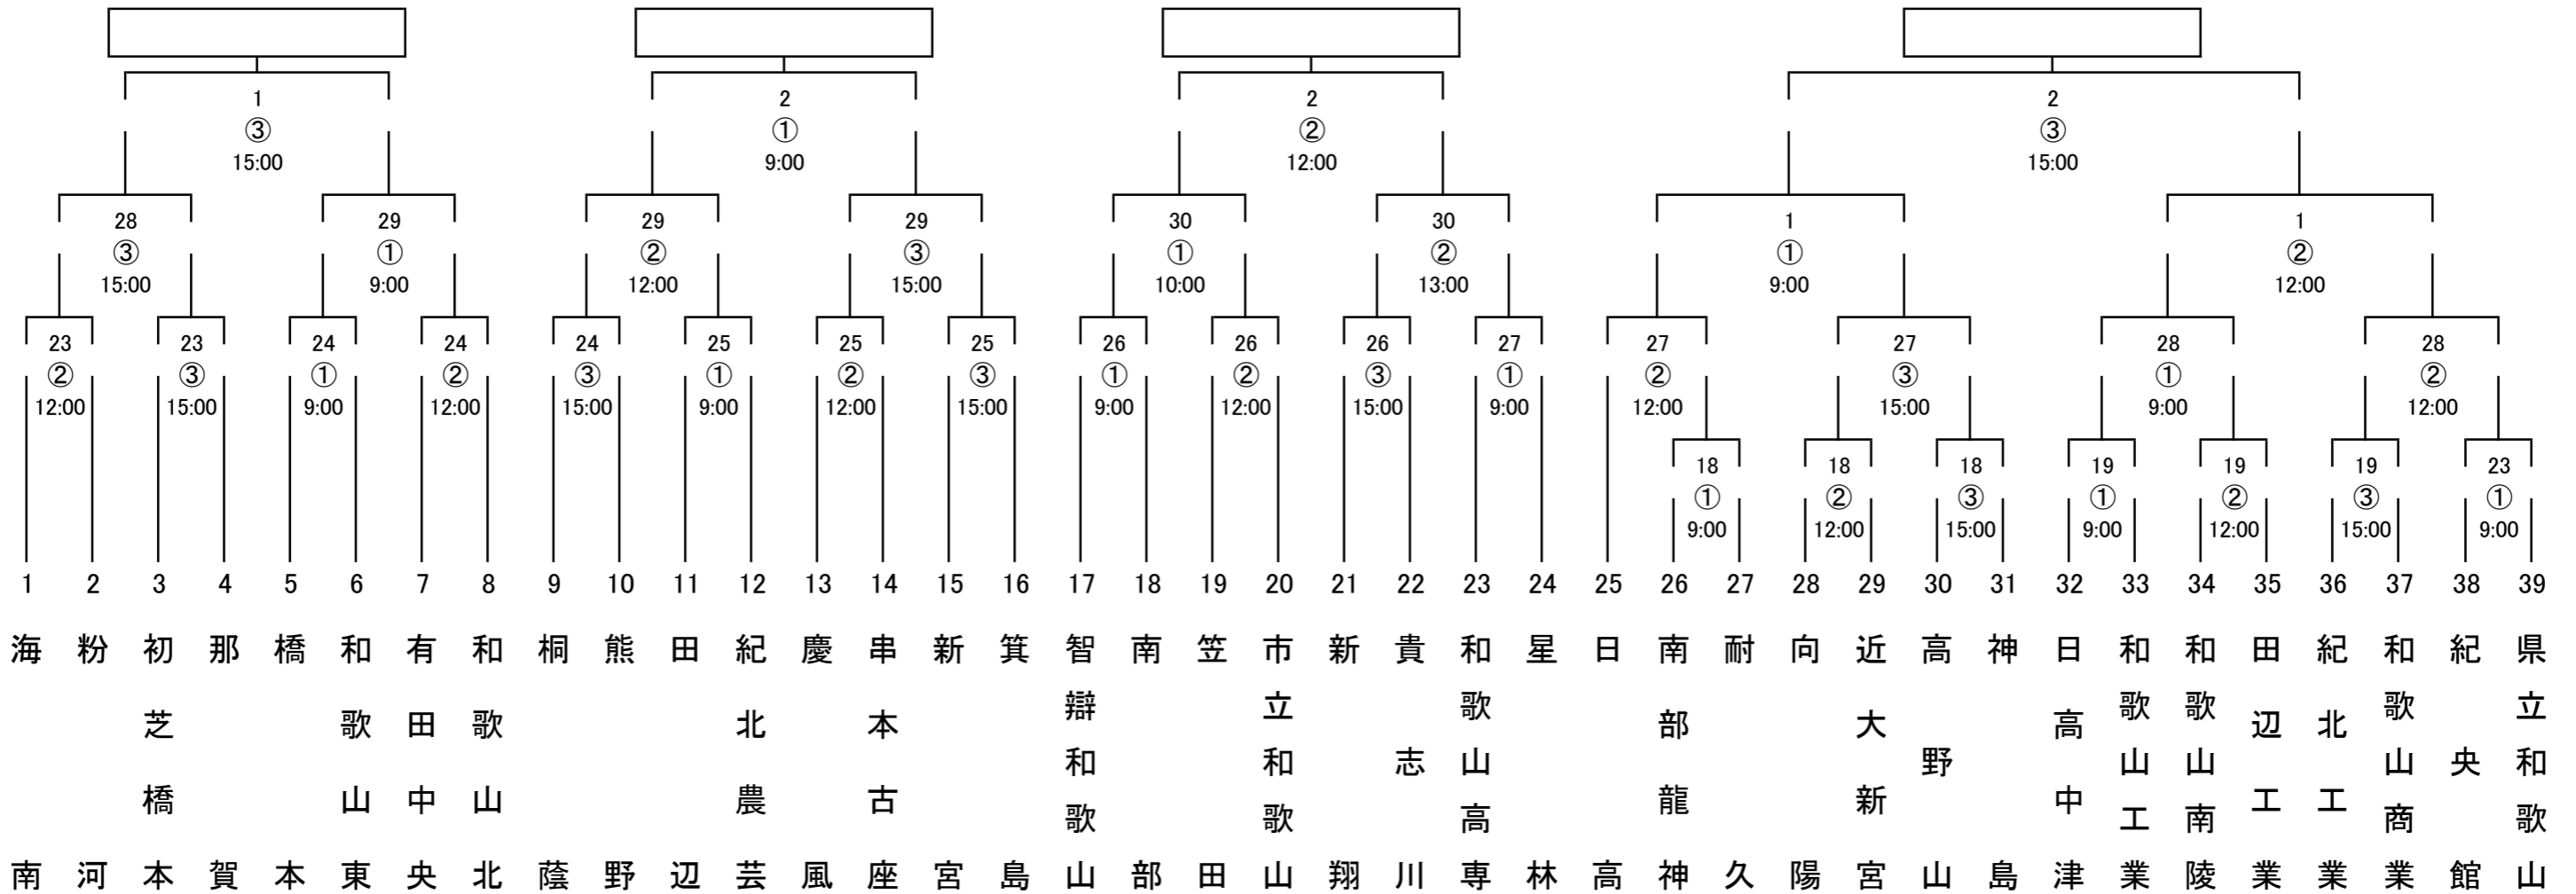 1 2 2 2
③ ① ② ③
15:00 9:00 12:00 15:00
28 29 29 29 30 30 1 1
③ ① ② ③ ① ② ① ②
15:00 9:00 12:00 15:00 10:00 13:00 9:00 12:00
23 23 24 24 24 25 25 25 26 26 26 27 27 27 28 28
② ③ ① ② ③ ① ② ③ ① ② ③ ① ② ③ ① ②
12:00 15:00 9:00 12:00 15:00 9:00 12:00 15:00 9:00 12:00 15:00 9:00 12:00 15:00 9:00 12:00
18 18 18 19 19 19 23
① ② ③ ① ② ③ ①
9:00 12:00 15:00 9:00 12:00 15:00 9:00
1 2 3 4 5 6 7 8 9 10 11 12 13 14 15 16 17 18 19 20 21 22 23 24 25 26 27 28 29 30 31 32 33 34 35 36 37 38 39
海南
粉河
初芝橋本
那賀
橋本
和歌山東
有田中央
和歌山北
桐蔭
熊野
田辺
紀北農芸
慶風
串本古座
新宮
箕島
智辯和歌山
南部
笠田
市立和歌山
新翔
貴志川
和歌山高専
星林
日高
南部龍神
耐久
向陽
近大新宮
高野山
神島
日高中津
和歌山工業
和歌山南陵
田辺工業
紀北工業
和歌山商業
紀央館
県立和歌山